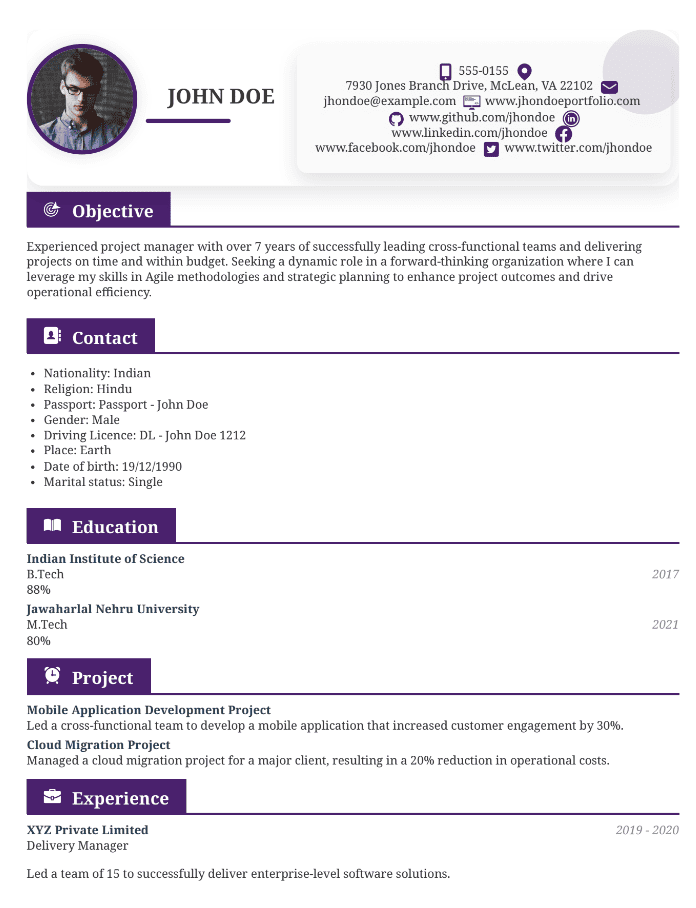 JOHN DOE
555-0155
7930 Jones Branch Drive, McLean, VA 22102
jhondoe@example.com www.jhondoeportfolio.com
www.github.com/jhondoe
www.linkedin.com/jhondoe
www.facebook.com/jhondoe www.twitter.com/jhondoe
Objective
Experienced project manager with over 7 years of successfully leading cross-functional teams and delivering
projects on time and within budget. Seeking a dynamic role in a forward-thinking organization where I can
leverage my skills in Agile methodologies and strategic planning to enhance project outcomes and drive
operational efficiency.
Contact
• Nationality: Indian
• Religion: Hindu
• Passport: Passport - John Doe
• Gender: Male
• Driving Licence: DL - John Doe 1212
• Place: Earth
• Date of birth: 19/12/1990
• Marital status: Single
Education
Indian Institute of Science
B.Tech 2017
88%
Jawaharlal Nehru University
M.Tech 2021
80%
Project
Mobile Application Development Project
Led a cross-functional team to develop a mobile application that increased customer engagement by 30%.
Cloud Migration Project
Managed a cloud migration project for a major client, resulting in a 20% reduction in operational costs.
Experience
XYZ Private Limited 2019 - 2020
Delivery Manager
Led a team of 15 to successfully deliver enterprise-level software solutions.